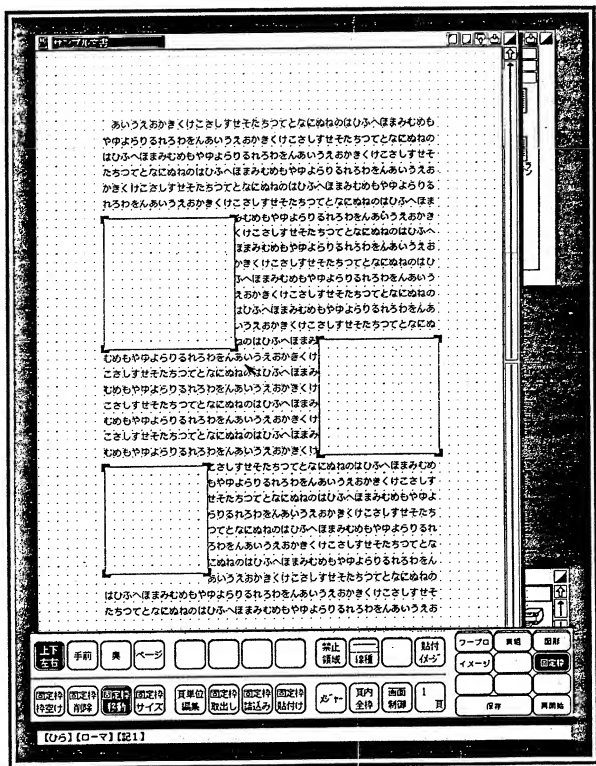 サンプル文書
あいうえおかきくけこさしすせそたちつてとなにぬねのはひふへほまみむめも
やゆよらりるれろわをんあいうえおかきくけこさしすせそたちつてとなにぬねの
はひふへほまみむめもやゆよらりるれろわをんあいうえおかきくけこさしすせそ
たちつてとなにぬねのはひふへほまみむめもやゆよらりるれろわをんあいうえお
かきくけこさしすせそたちつてとなにぬねのはひふへほまみむめもやゆよらりる
れろわをんあいうえおかきくけこさしすせそたちつてとなにぬねのはひふへほま
みむめもやゆよらりるれろわをんあいうえおかき
くけこさしすせそたちつてとなにぬねのはひふへ
ほまみむめもやゆよらりるれろわをんあいうえお
かきくけこさしすせそたちつてとなにぬねのはひ
ふへほまみむめもやゆよらりるれろわをんあいう
えおかきくけこさしすせそたちつてとなにぬねの
はひふへほまみむめもやゆよらりるれろわをんあ
いうえおかきくけこさしすせそたちつてとなにぬ
ねのはひふへほまみ
むめもやゆよらりるれろわをんあいうえおかきくけ
こさしすせそたちつてとなにぬねのはひふへほまみ
むめもやゆよらりるれろわをんあいうえおかきくけ
こさしすせそたちつてとなにぬねのはひふへほまみ
むめもやゆよらりるれろわをんあいうえおかきくけ
こさしすせそたちつてとなにぬねのはひふへほまみ
むめもやゆよらりるれろわをんあいうえおかきくけ
こさしすせそたちつてとなにぬねのはひふへほまみむめ
もやゆよらりるれろわをんあいうえおかきくけこさしす
せそたちつてとなにぬねのはひふへほまみむめもやゆよ
らりるれろわをんあいうえおかきくけこさしすせそたち
つてとなにぬねのはひふへほまみむめもやゆよらりるれ
ろわをんあいうえおかきくけこさしすせそたちつてとな
にぬねのはひふへほまみむめもやゆよらりるれろわをん
あいうえおかきくけこさしすせそたちつてとなにぬねの
はひふへほまみむめもやゆよらりるれろわをんあいうえおかきくけこさしすせそ
たちつてとなにぬねのはひふへほまみむめもやゆよらりるれろわをんあいうえお
上下左右 手前 奥 ページ 禁止領域 線種 貼付イメージ
ワープロ 罫組 図形
イメージ 固定枠
固定枠枠空け 固定枠削除 固定枠移動 固定枠サイズ 頁単位編集 固定枠取出し 固定枠詰込み 固定枠貼付け メジャー 頁内全枠 画面制御 1頁
保存 再開始
【ひら】【ローマ】【記1】